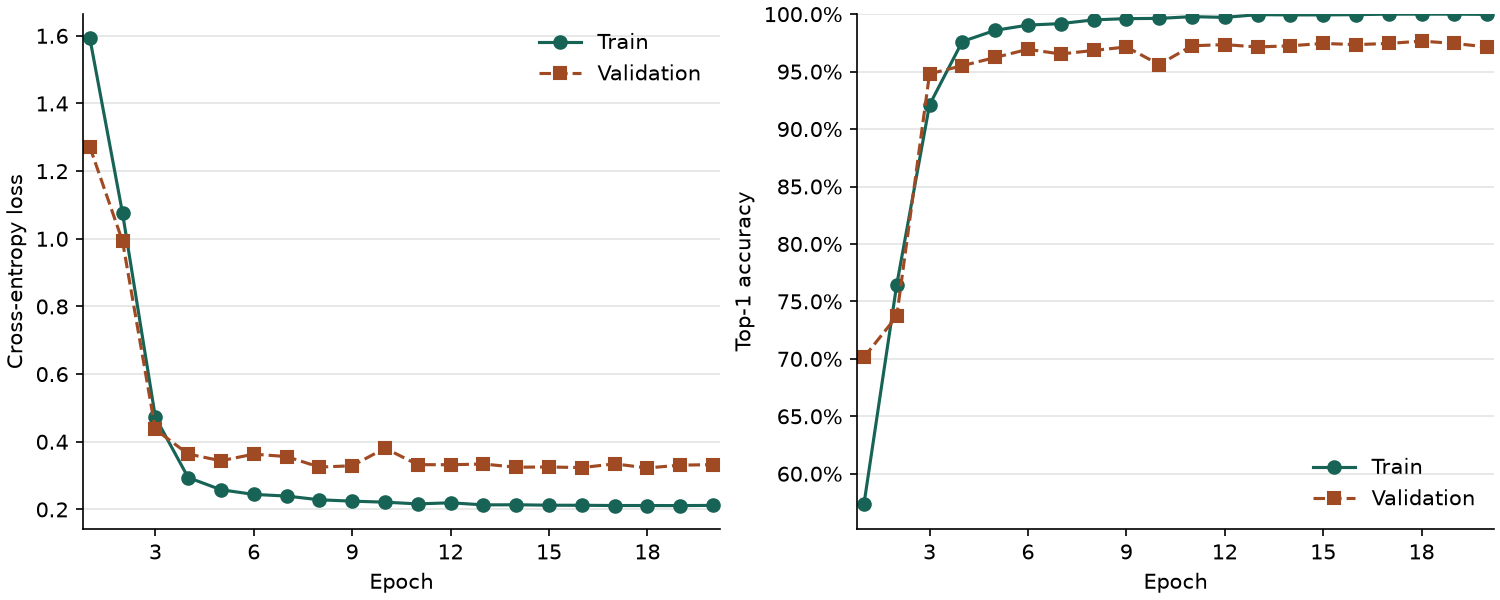 Cross-entropy loss
1.6
1.4
1.2
1.0
0.8
0.6
0.4
0.2
3 6 9 12 15 18
Epoch
Train
Validation
Top-1 accuracy
100.0%
95.0%
90.0%
85.0%
80.0%
75.0%
70.0%
65.0%
60.0%
3 6 9 12 15 18
Epoch
Train
Validation